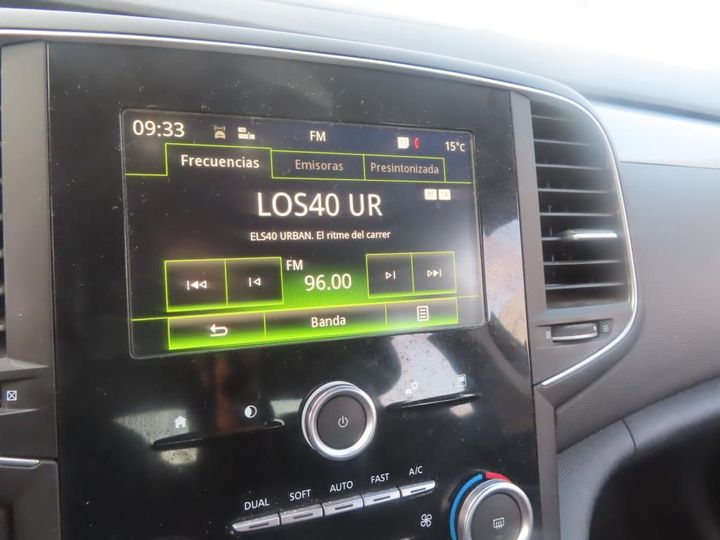 09:33 FM 15°C
Frecuencias Emisoras Presintonizada
LOS40 UR
ELS40 URBAN. El ritme del carrer
FM
96.00
Banda
DUAL SOFT AUTO FAST A/C